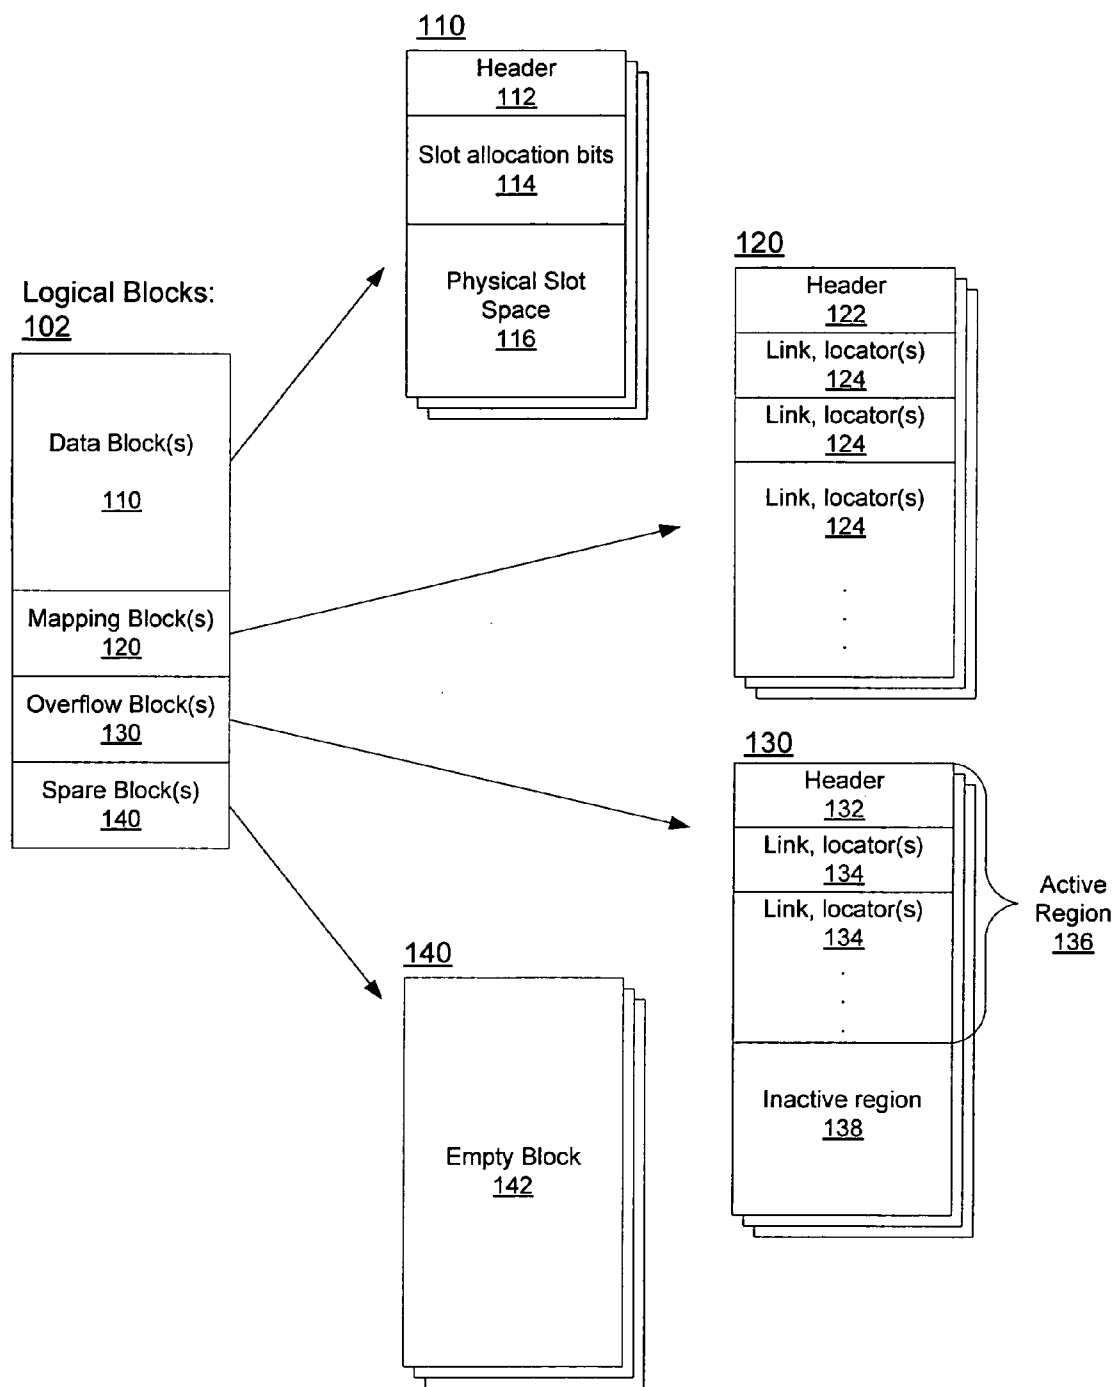 110
Header
112
Slot allocation bits
114
Physical Slot
Space
116
Logical Blocks:
102
Data Block(s)
110
Mapping Block(s)
120
Overflow Block(s)
130
Spare Block(s)
140
120
Header
122
Link, locator(s)
124
Link, locator(s)
124
Link, locator(s)
124
.
.
.
130
Header
132
Link, locator(s)
134
Link, locator(s)
134
.
.
.
Inactive region
138
Active
Region
136
140
Empty Block
142